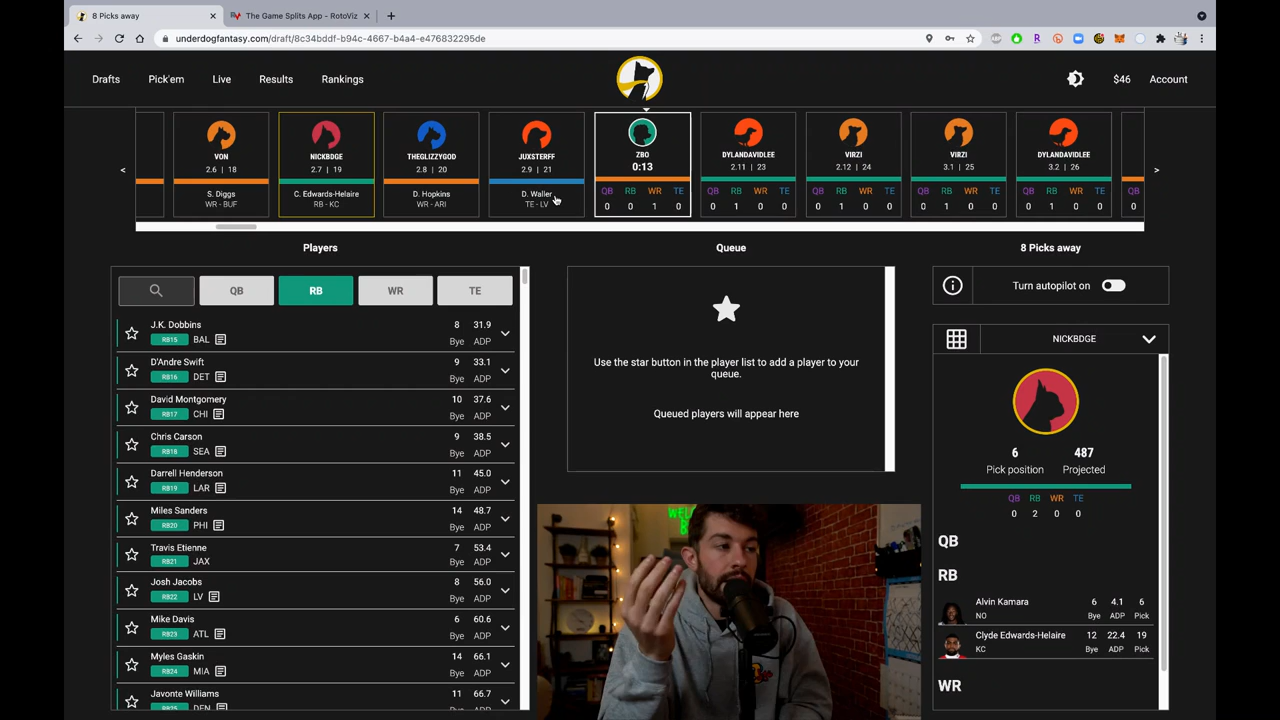 8 Picks away
The Game Splits App - RotoViz
underdogfantasy.com/draft/8c34bddf-b94c-4667-b4a4-e476832295de
Drafts Pick'em Live Results Rankings
$46 Account
VON
2.6 | 18
S. Diggs
WR - BUF
NICKBDGE
2.7 | 19
C. Edwards-Helaire
RB - KC
THEGLIZZYGOD
2.8 | 20
D. Hopkins
WR - ARI
JUXSTERFF
2.9 | 21
D. Waller
TE - LV
ZBO
0:13
QB RB WR TE
0 0 1 0
DYLANDAVIDLEE
2.11 | 23
QB RB WR TE
0 1 0 0
VIRZI
2.12 | 24
QB RB WR TE
0 1 0 0
VIRZI
3.1 | 25
QB RB WR TE
0 1 0 0
DYLANDAVIDLEE
3.2 | 26
QB RB WR TE
0 1 0 0
Players
QB RB WR TE
J.K. Dobbins 8 31.9
RB15 BAL Bye ADP
D'Andre Swift 9 33.1
RB16 DET Bye ADP
David Montgomery 10 37.6
RB17 CHI Bye ADP
Chris Carson 9 38.5
RB18 SEA Bye ADP
Darrell Henderson 11 45.0
RB19 LAR Bye ADP
Miles Sanders 14 48.7
RB20 PHI Bye ADP
Travis Etienne 7 53.4
RB21 JAX Bye ADP
Josh Jacobs 8 56.0
RB22 LV Bye ADP
Mike Davis 6 60.6
RB23 ATL Bye ADP
Myles Gaskin 14 66.1
RB24 MIA Bye ADP
Javonte Williams 11 66.7
RB25 DEN Bye ADP
Queue
Use the star button in the player list to add a player to your
queue.
Queued players will appear here
8 Picks away
Turn autopilot on
NICKBDGE
6 487
Pick position Projected
QB RB WR TE
0 2 0 0
QB
RB
Alvin Kamara 6 4.1 6
NO Bye ADP Pick
Clyde Edwards-Helaire 12 22.4 19
KC Bye ADP Pick
WR